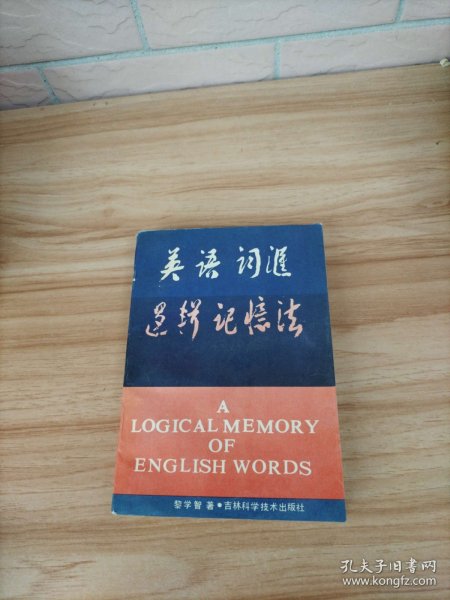 英语词汇
逻辑记忆法
A
LOGICAL MEMORY
OF
ENGLISH WORDS
黎学智 著•吉林科学技术出版社
孔夫子旧书网
www.kongfz.com